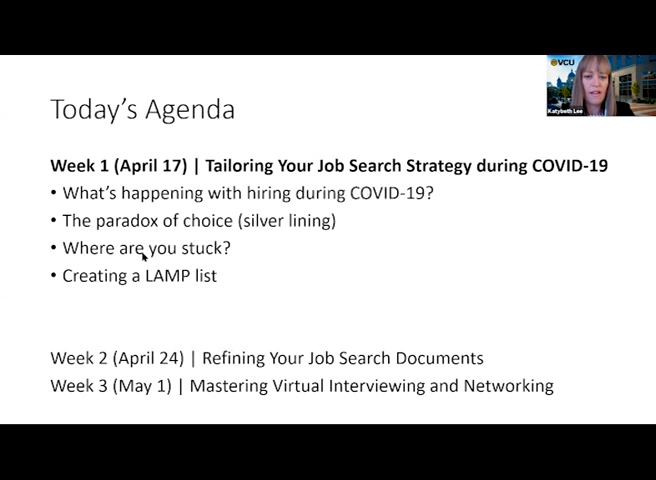 Today's Agenda
VCU
Katybeth Lee
Week 1 (April 17) | Tailoring Your Job Search Strategy during COVID-19
• What's happening with hiring during COVID-19?
• The paradox of choice (silver lining)
• Where are you stuck?
• Creating a LAMP list
Week 2 (April 24) | Refining Your Job Search Documents
Week 3 (May 1) | Mastering Virtual Interviewing and Networking